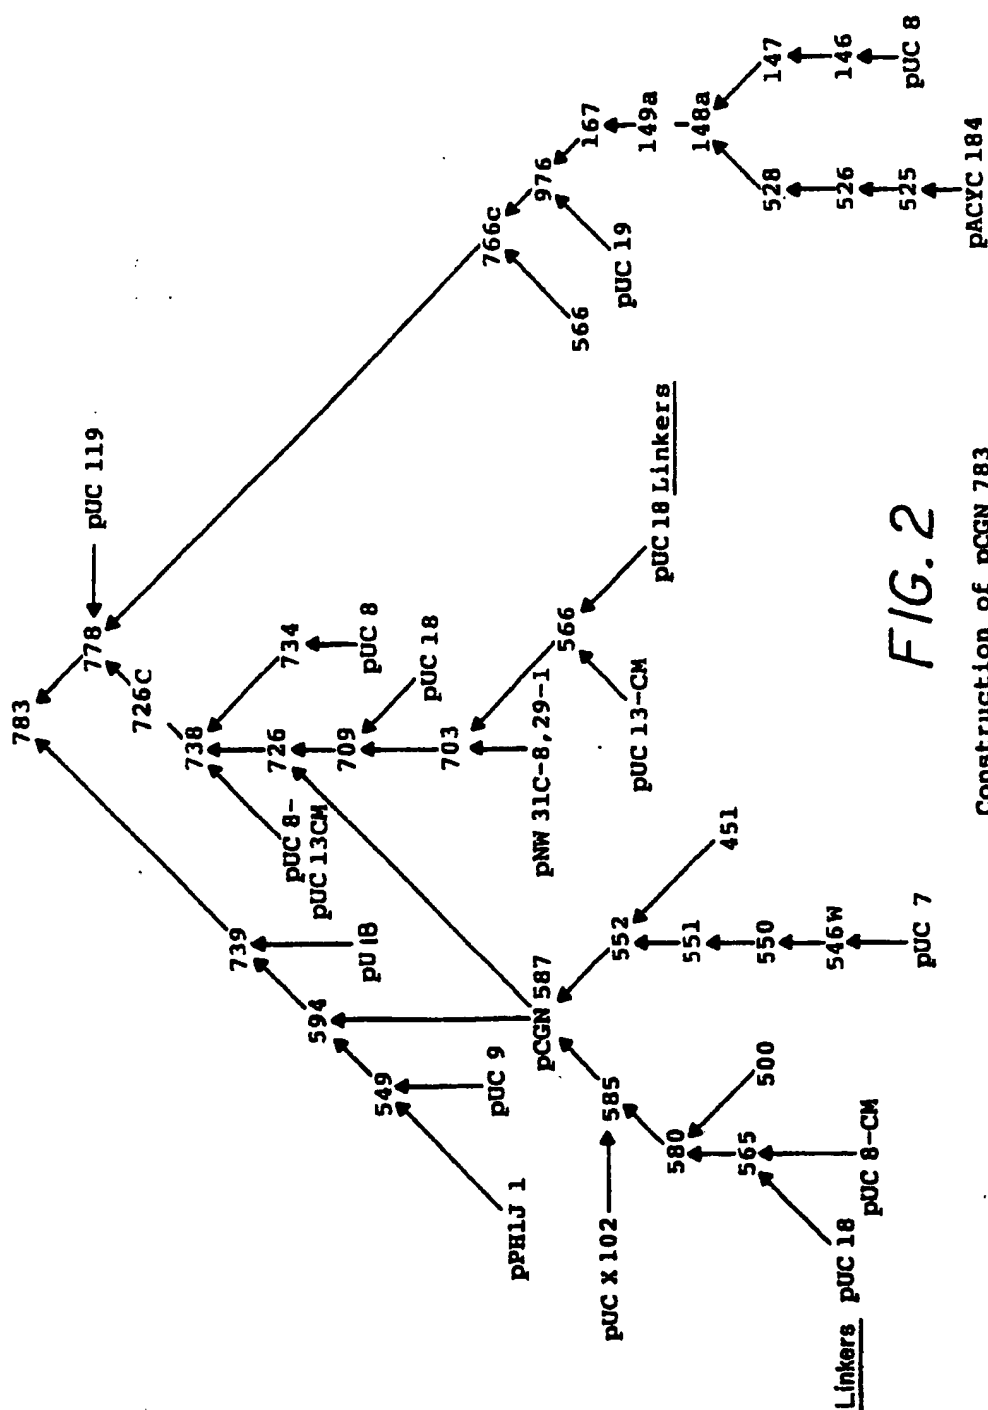 783
778
pUC 119
726C
739
738
734
pUC 8
pUC 8-
pUC 13CM
726
pUC 18
709
703
pNW 31C-8,29-1
566
pUC 13-CM
pUC 18 Linkers
pU 18
594
549
pUC 9
pPH1J 1
pCGN 587
552
451
551
550
546W
pUC 7
585
pUC X 102
580
500
565
pUC 8-CM
pUC 18
Linkers
766c
566
976
pUC 19
167
149a
148a
528
526
525
pACYC 184
147
146
pUC 8
FIG. 2
Construction of pCGN 783